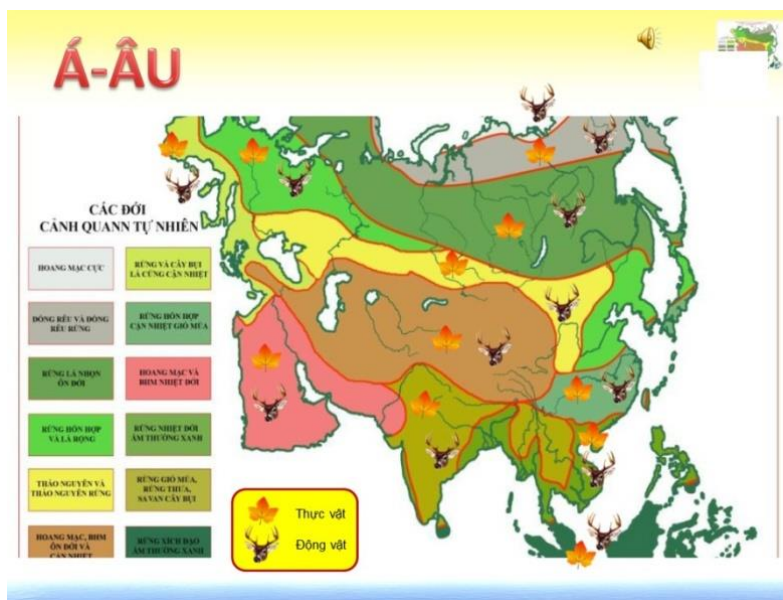 Á-ÂU
CÁC ĐỚI
CẢNH QUANN TỰ NHIÊN
HOANG MẠC CỰC
RỪNG VÀ CÂY BỤI
LÁ CỨNG CẬN NHIỆT
ĐỒNG RÊU VÀ ĐỒNG
RÊU RỪNG
RỪNG HỖN HỢP
CẬN NHIỆT GIÓ MÙA
RỪNG LÁ NHỌN
ÔN ĐỚI
HOANG MẠC VÀ
BHM NHIỆT ĐỚI
RỪNG HỖN HỢP
VÀ LÁ RỘNG
RỪNG NHIỆT ĐỚI
ẨM THƯỜNG XANH
THẢO NGUYÊN VÀ
THẢO NGUYÊN RỪNG
RỪNG GIÓ MÙA,
RỪNG THƯA,
SAVAN CÂY BỤI
HOANG MẠC, BHM
ÔN ĐỚI VÀ
CẬN NHIỆT
RỪNG XÍCH ĐẠO
ẨM THƯỜNG XANH
Thực vật
Động vật